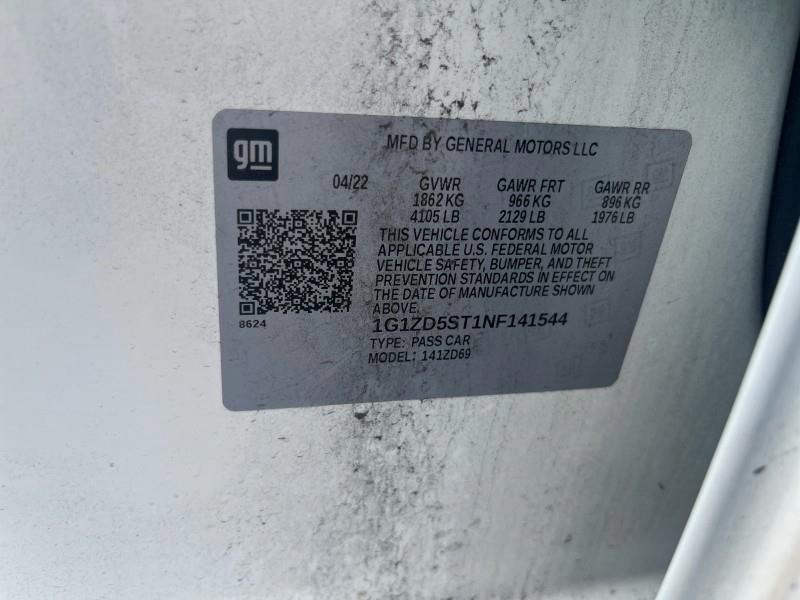 gm
MFD BY GENERAL MOTORS LLC
04/22 GVWR GAWR FRT GAWR RR
1862 KG 966 KG 896 KG
4105 LB 2129 LB 1976 LB
THIS VEHICLE CONFORMS TO ALL
APPLICABLE U.S. FEDERAL MOTOR
VEHICLE SAFETY, BUMPER, AND THEFT
PREVENTION STANDARDS IN EFFECT ON
THE DATE OF MANUFACTURE SHOWN
ABOVE.
8624
1G1ZD5ST1NF141544
TYPE: PASS CAR
MODEL: 141ZD69